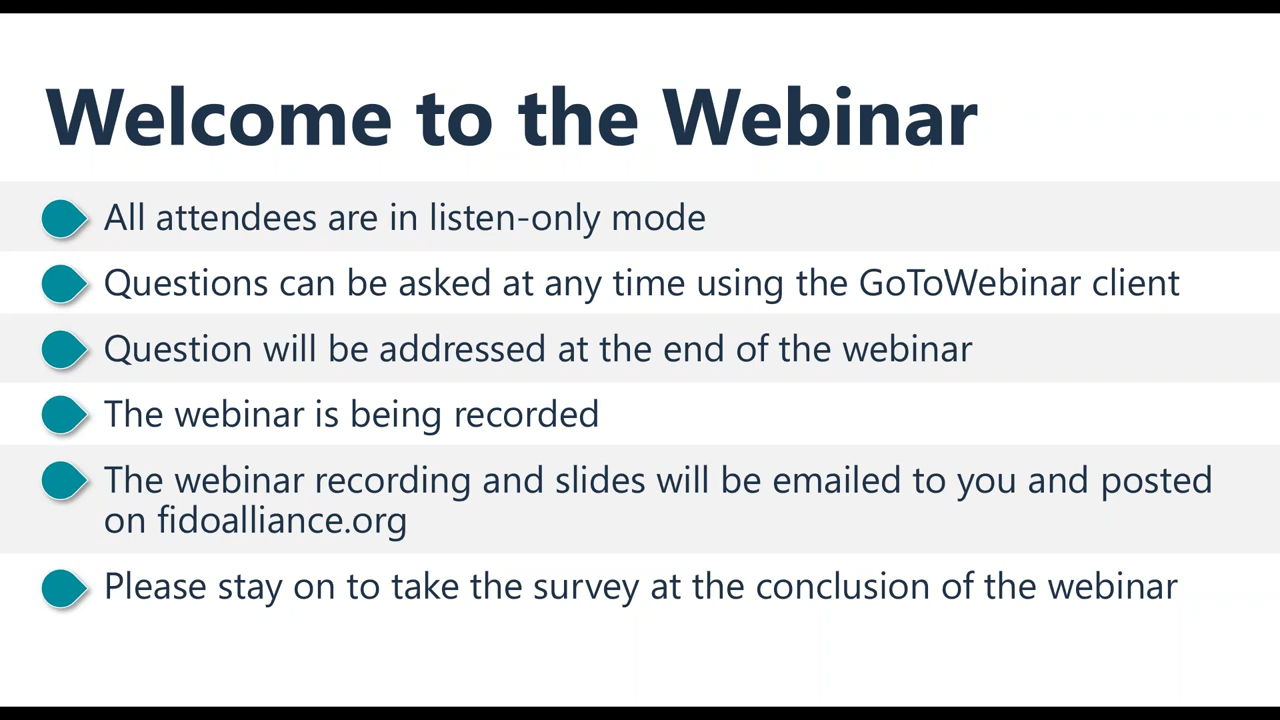 Welcome to the Webinar
All attendees are in listen-only mode
Questions can be asked at any time using the GoToWebinar client
Question will be addressed at the end of the webinar
The webinar is being recorded
The webinar recording and slides will be emailed to you and posted
on fidoalliance.org
Please stay on to take the survey at the conclusion of the webinar